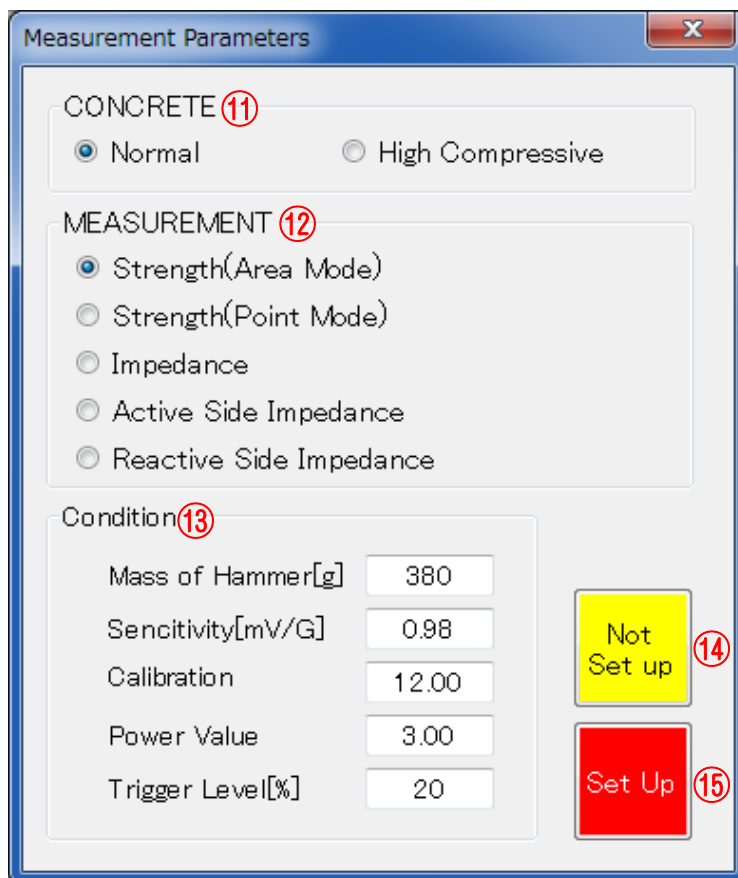 Measurement Parameters
CONCRETE ⑪
Normal High Compressive
MEASUREMENT ⑫
Strength(Area Mode)
Strength(Point Mode)
Impedance
Active Side Impedance
Reactive Side Impedance
Condition ⑬
Mass of Hammer[g] 380
Sencitivity[mV/G] 0.98
Calibration 12.00
Power Value 3.00
Trigger Level[%] 20
Not
Set up ⑭
Set Up ⑮